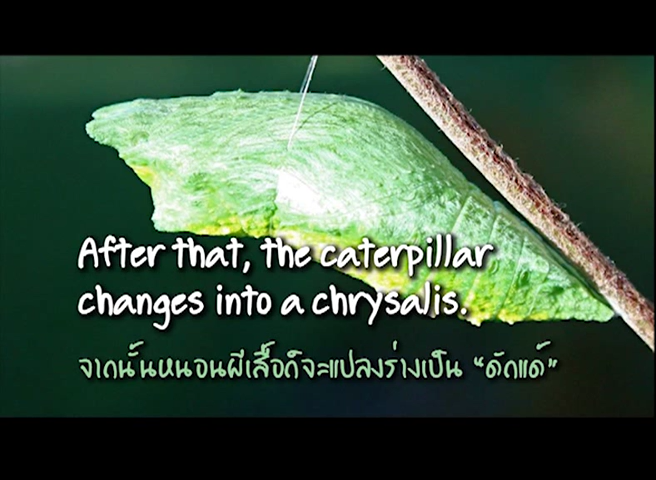 After that, the caterpillar
changes into a chrysalis.
จากนั้นหนอนผีเสื้อก็จะแปลงร่างเป็น “ดักแด้”